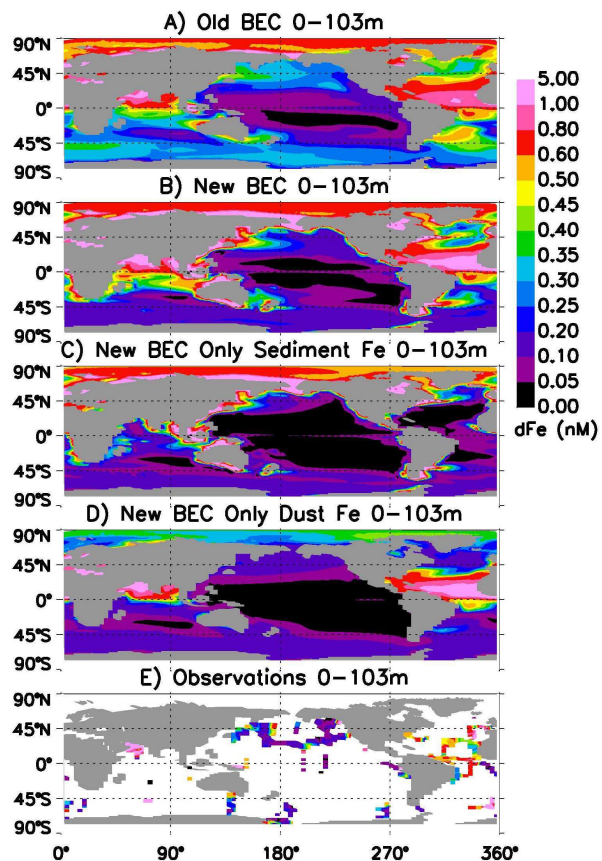 A) Old BEC 0-103m
90°N
45°N
0°
45°S
90°S
B) New BEC 0-103m
90°N
45°N
0°
45°S
90°S
C) New BEC Only Sediment Fe 0-103m
90°N
45°N
0°
45°S
90°S
D) New BEC Only Dust Fe 0-103m
90°N
45°N
0°
45°S
90°S
E) Observations 0-103m
90°N
45°N
0°
45°S
90°S
0°
90°
180°
270°
360°
5.00
1.00
0.80
0.60
0.50
0.45
0.40
0.35
0.30
0.25
0.20
0.10
0.05
0.00
dFe (nM)